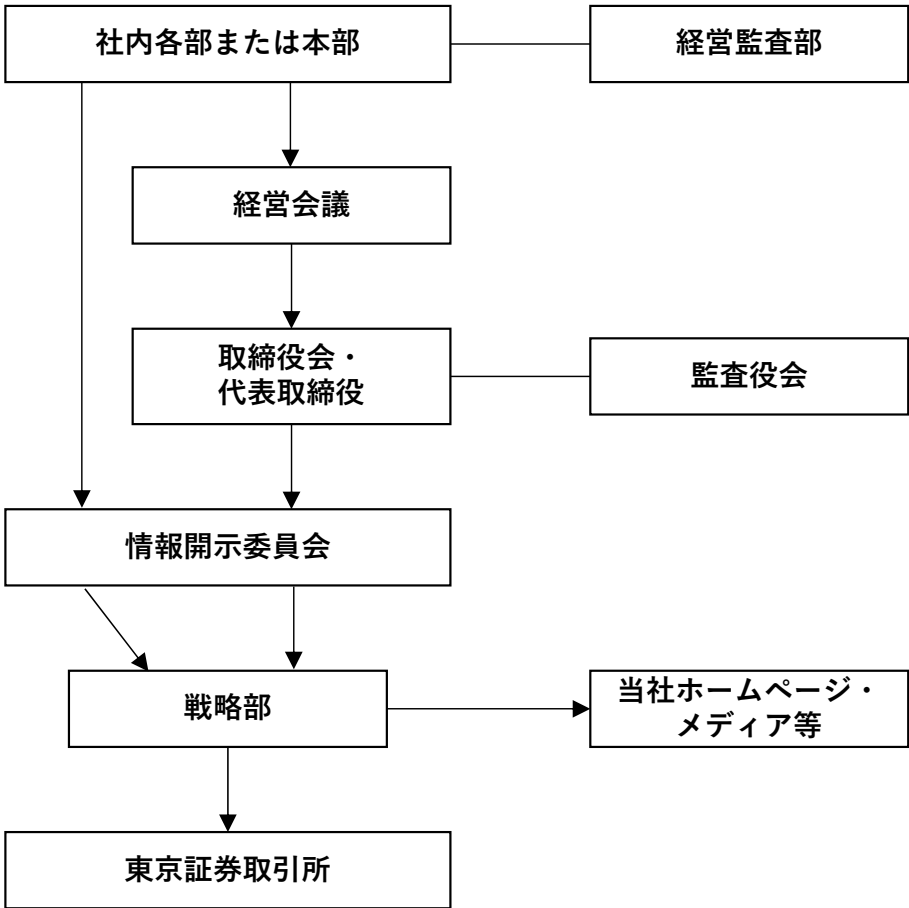 社内各部または本部
経営監査部
経営会議
取締役会・
代表取締役
監査役会
情報開示委員会
戦略部
当社ホームページ・
メディア等
東京証券取引所